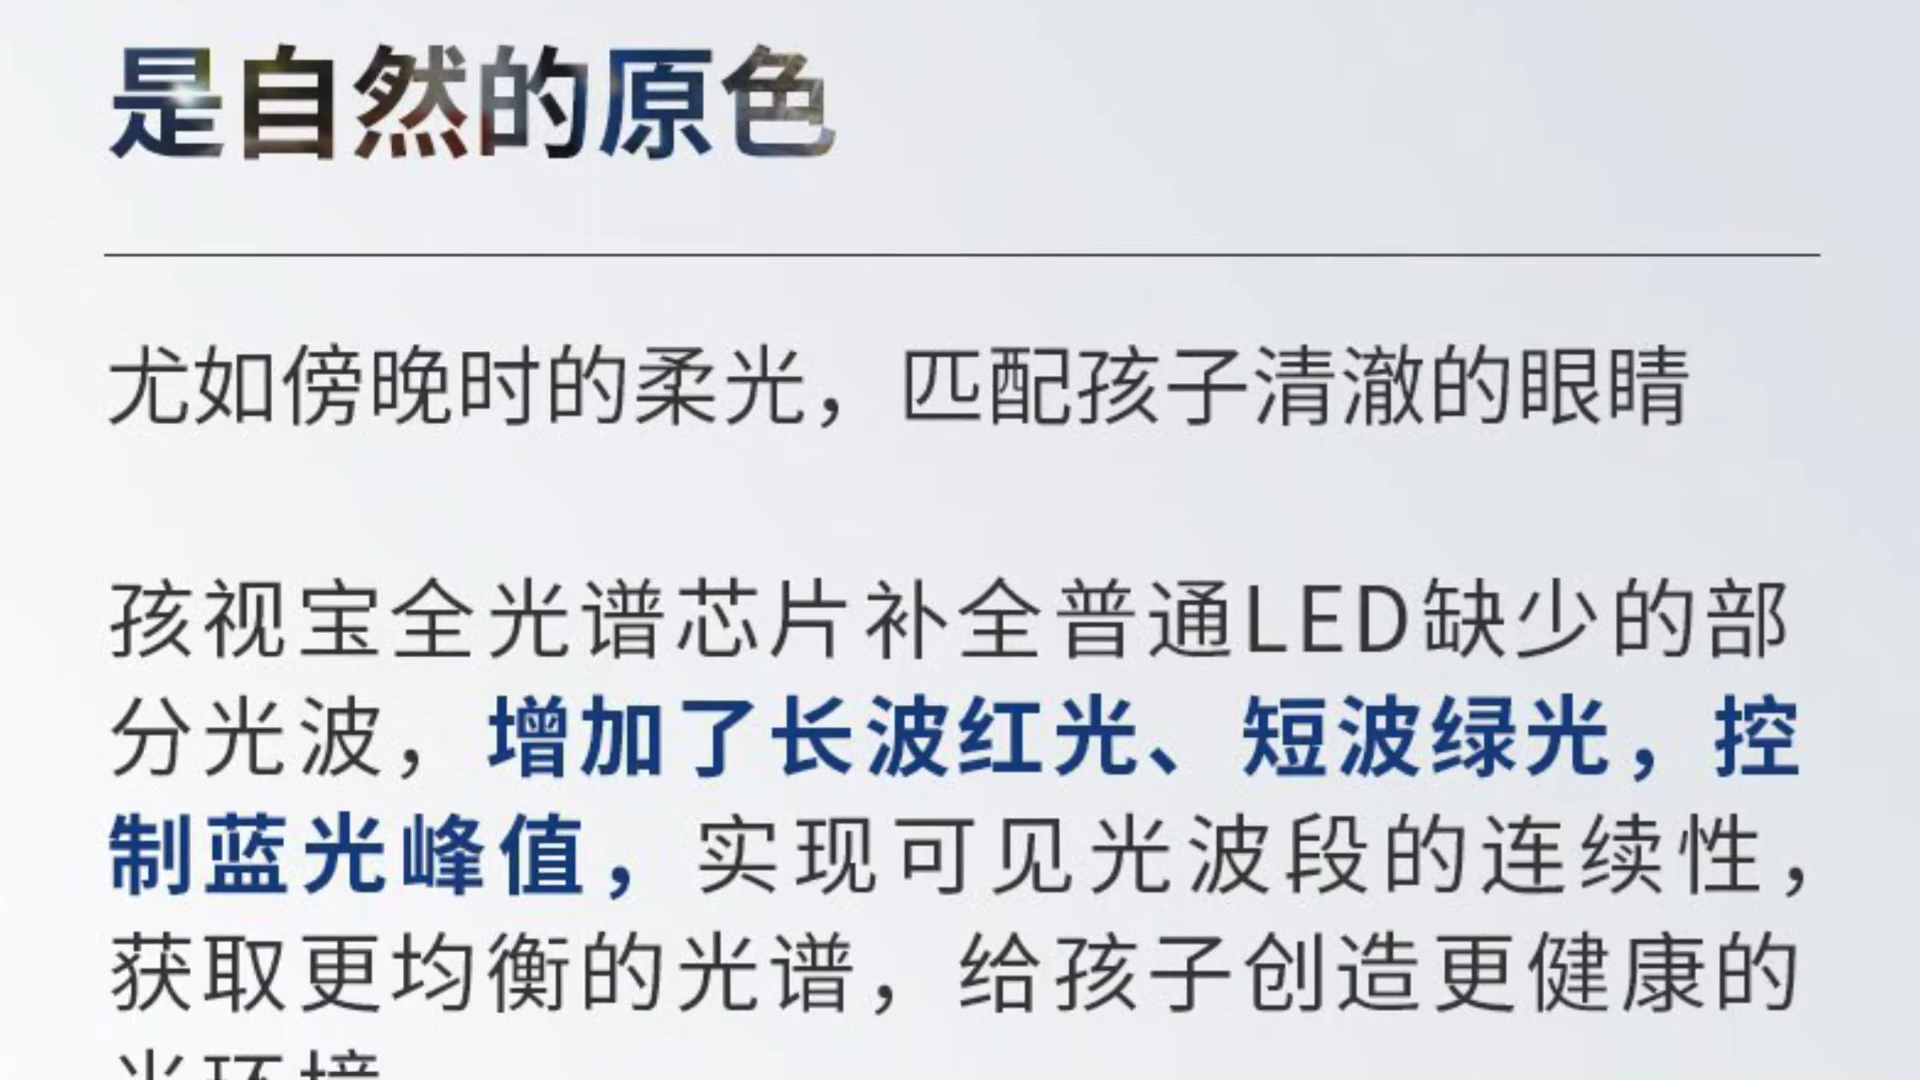 是自然的原色
尤如傍晚时的柔光，匹配孩子清澈的眼睛
孩视宝全光谱芯片补全普通LED缺少的部
分光波，增加了长波红光、短波绿光，控
制蓝光峰值，实现可见光波段的连续性，
获取更均衡的光谱，给孩子创造更健康的
光环境